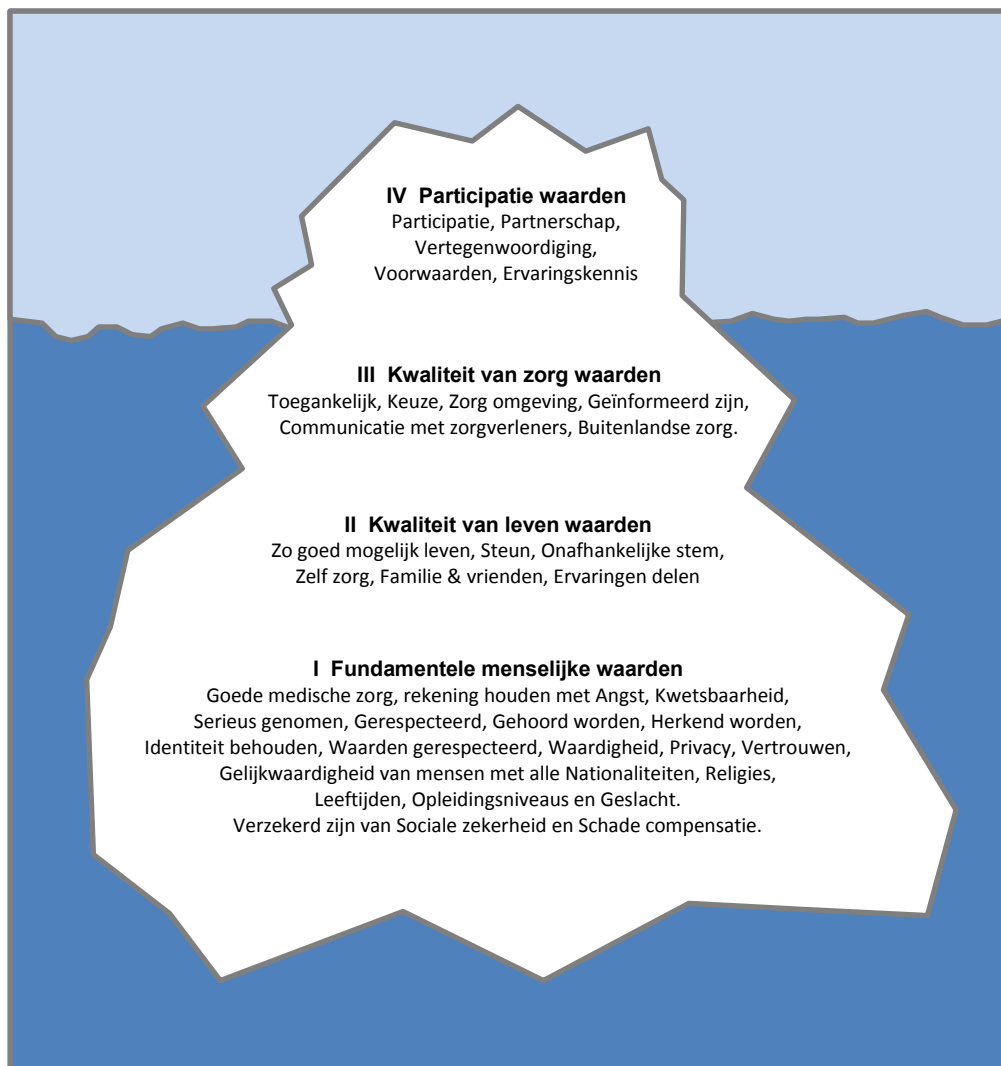 IV Participatie waarden
Participatie, Partnerschap,
Vertegenwoordiging,
Voorwaarden, Ervaringskennis
III Kwaliteit van zorg waarden
Toegankelijk, Keuze, Zorg omgeving, Geïnformeerd zijn,
Communicatie met zorgverleners, Buitenlandse zorg.
II Kwaliteit van leven waarden
Zo goed mogelijk leven, Steun, Onafhankelijke stem,
Zelf zorg, Familie & vrienden, Ervaringen delen
I Fundamentele menselijke waarden
Goede medische zorg, rekening houden met Angst, Kwetsbaarheid,
Serieus genomen, Gerespecteerd, Gehoord worden, Herkend worden,
Identiteit behouden, Waarden gerespecteerd, Waardigheid, Privacy, Vertrouwen,
Gelijkwaardigheid van mensen met alle Nationaliteiten, Religies,
Leeftijden, Opleidingsniveaus en Geslacht.
Verzekerd zijn van Sociale zekerheid en Schade compensatie.